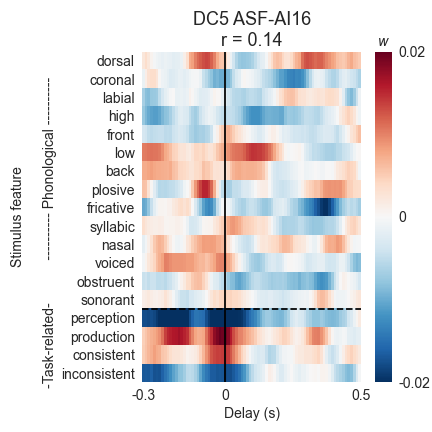 DC5 ASF-AI16
r = 0.14
w
Stimulus feature
---------- Phonological ----------
-Task-related-
dorsal
coronal
labial
high
front
low
back
plosive
fricative
syllabic
nasal
voiced
obstruent
sonorant
perception
production
consistent
inconsistent
0.02
0
-0.02
-0.3
0
0.5
Delay (s)